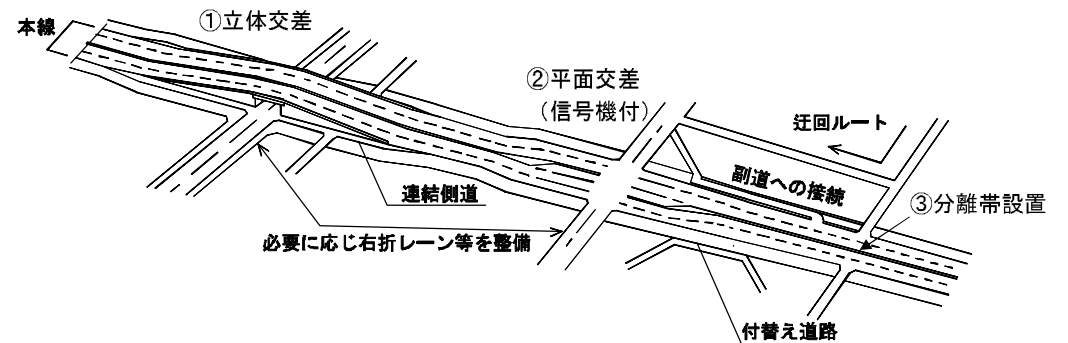 本線
①立体交差
②平面交差
（信号機付）
迂回ルート
副道への接続
③分離帯設置
連結側道
必要に応じ右折レーン等を整備
付替え道路